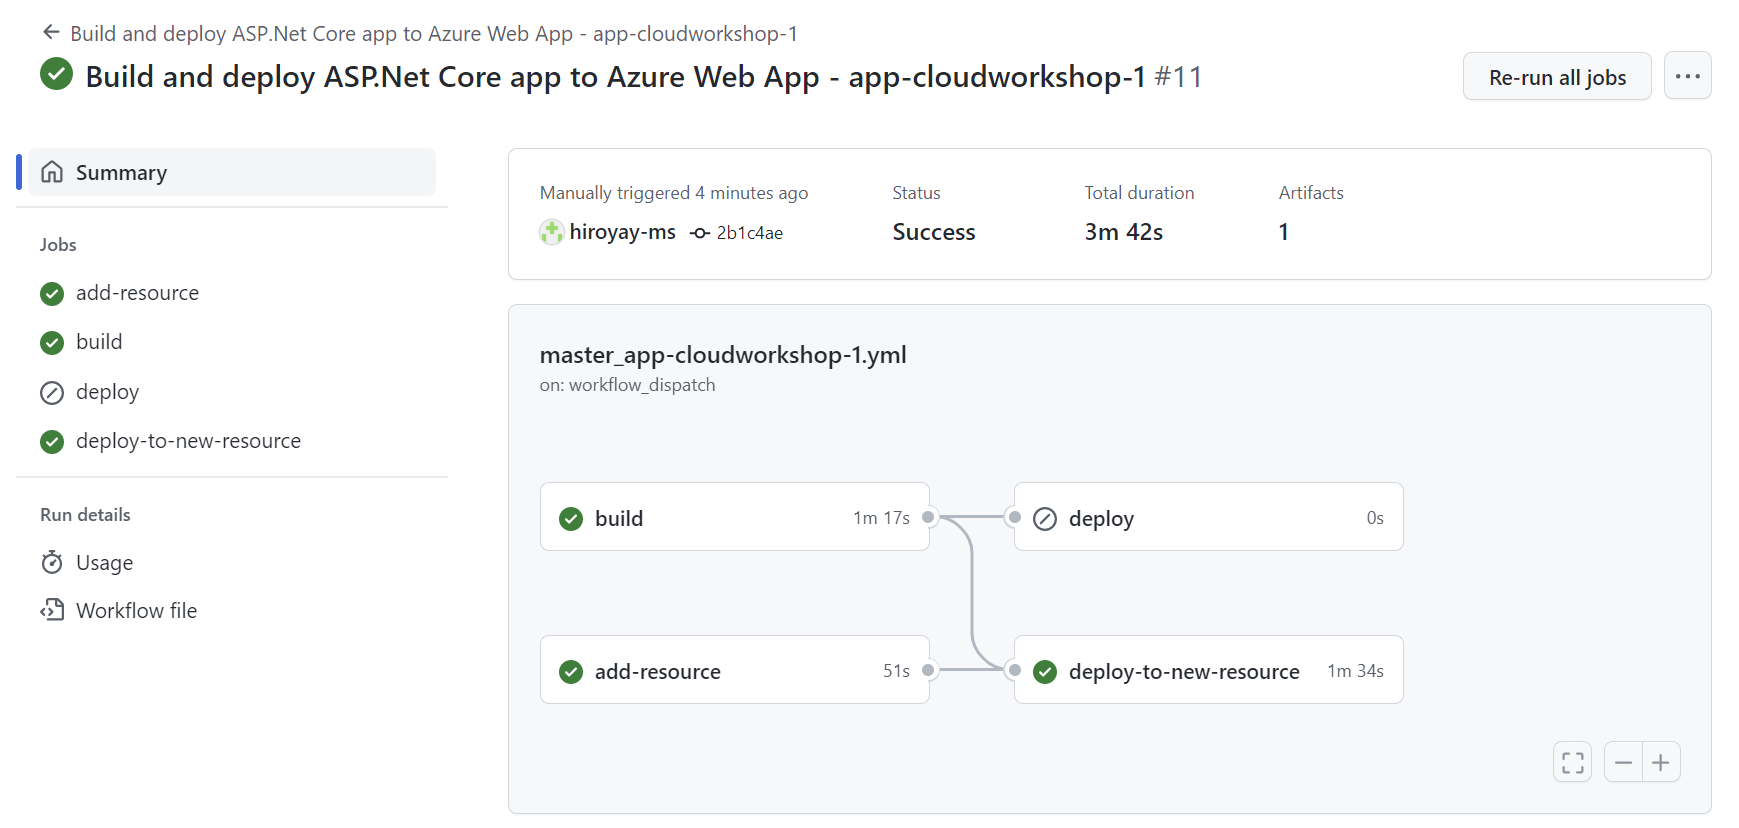 Build and deploy ASP.Net Core app to Azure Web App - app-cloudworkshop-1
Build and deploy ASP.Net Core app to Azure Web App - app-cloudworkshop-1 #11
Re-run all jobs
Summary
Jobs
add-resource
build
deploy
deploy-to-new-resource
Run details
Usage
Workflow file
Manually triggered 4 minutes ago
hiroyay-ms 2b1c4ae
Status
Success
Total duration
3m 42s
Artifacts
1
master_app-cloudworkshop-1.yml
on: workflow_dispatch
build 1m 17s
deploy 0s
add-resource 51s
deploy-to-new-resource 1m 34s